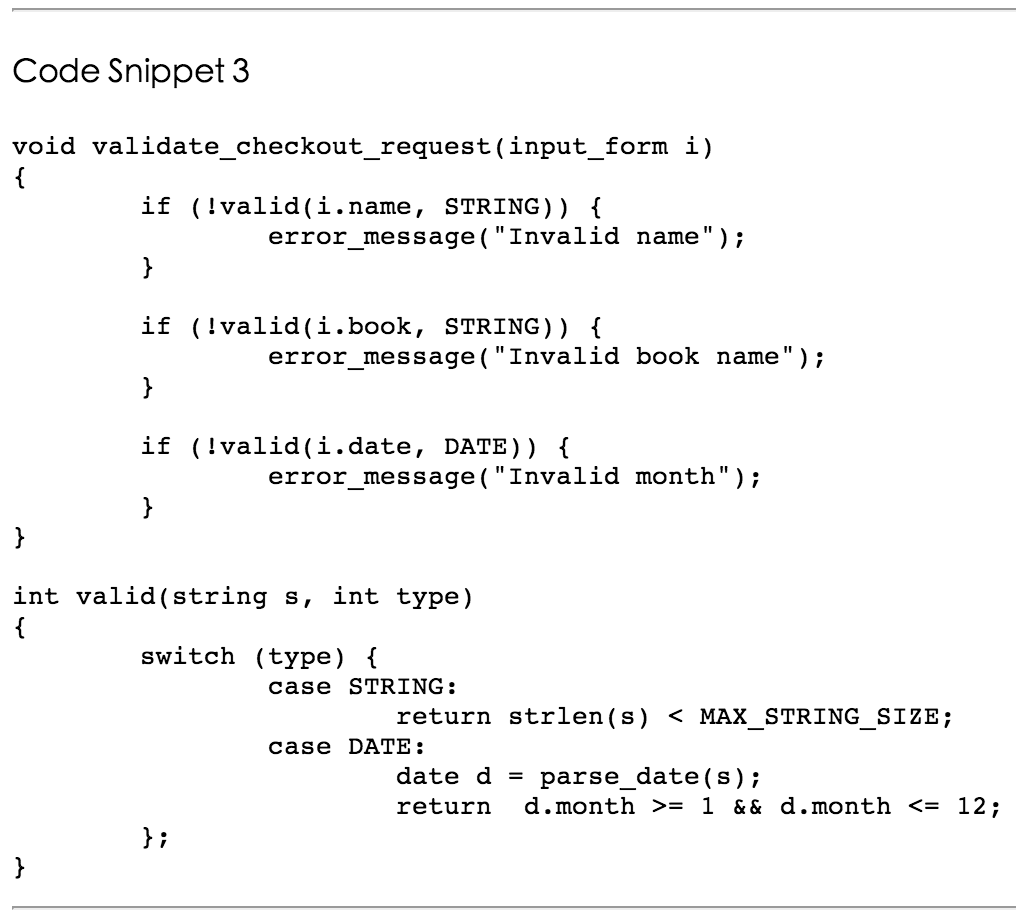 Code Snippet 3
void validate_checkout_request(input_form i)
{
        if (!valid(i.name, STRING)) {
                error_message("Invalid name");
        }
        if (!valid(i.book, STRING)) {
                error_message("Invalid book name");
        }
        if (!valid(i.date, DATE)) {
                error_message("Invalid month");
        }
}
int valid(string s, int type)
{
        switch (type) {
                case STRING:
                        return strlen(s) < MAX_STRING_SIZE;
                case DATE:
                        date d = parse_date(s);
                        return  d.month >= 1 && d.month <= 12;
        };
}